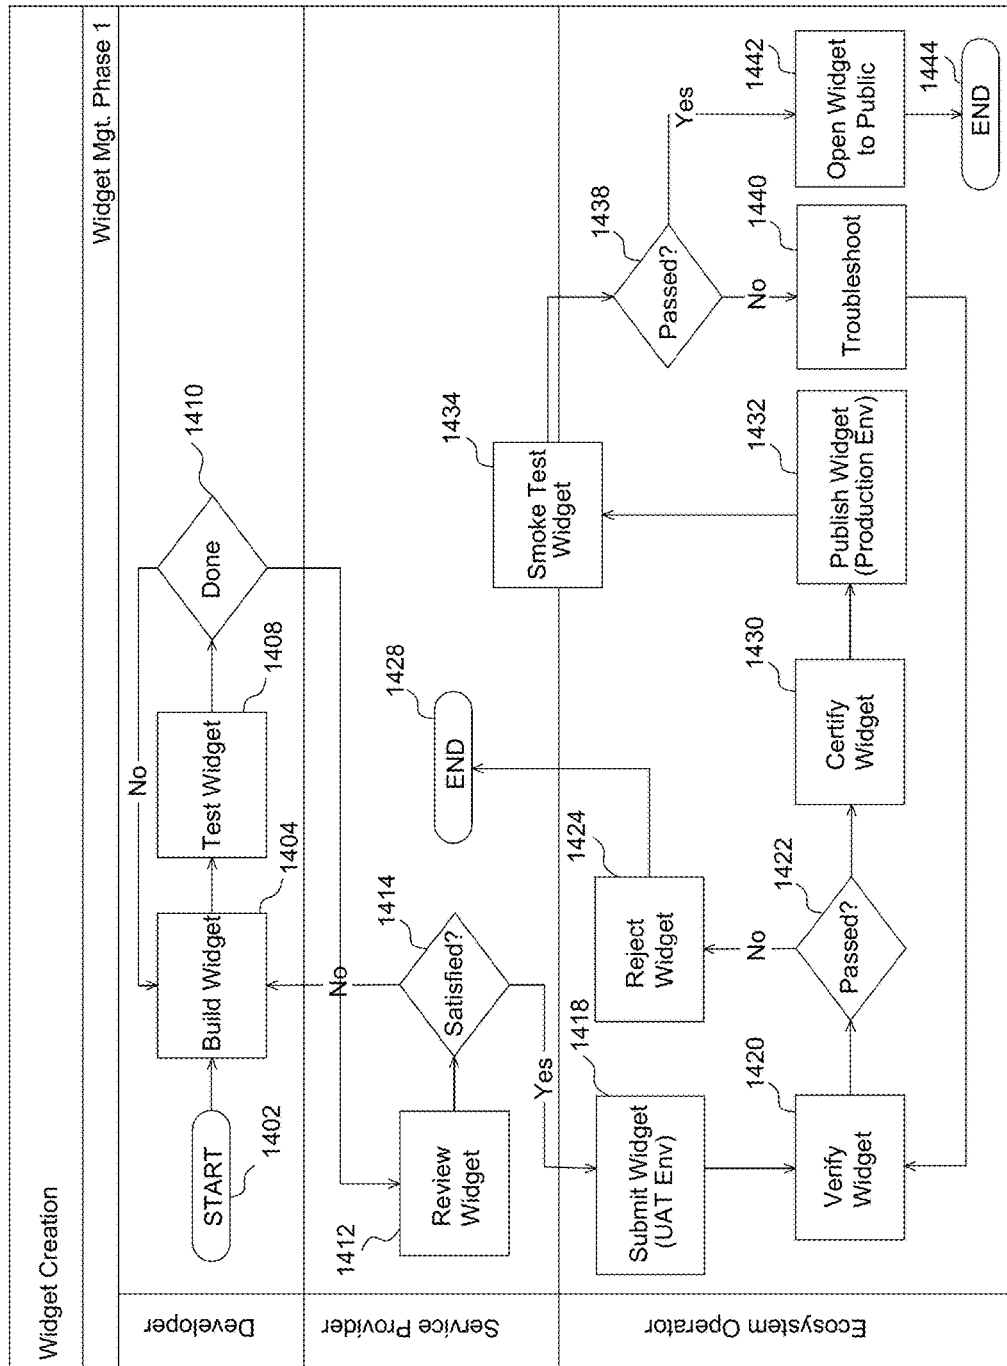 Widget Creation
Widget Mgt. Phase 1
Developer
START
1402
Build Widget
1404
Test Widget
1408
Done
1410
No
Service Provider
Review
Widget
1412
Satisfied?
1414
No
Yes
END
1428
Smoke Test
Widget
1434
Ecosystem Operator
Submit Widget
(UAT Env)
1418
Verify
Widget
1420
Passed?
1422
No
Reject
Widget
1424
Certify
Widget
1430
Publish Widget
(Production Env)
1432
Passed?
1438
No
Yes
Troubleshoot
1440
Open Widget
to Public
1442
END
1444